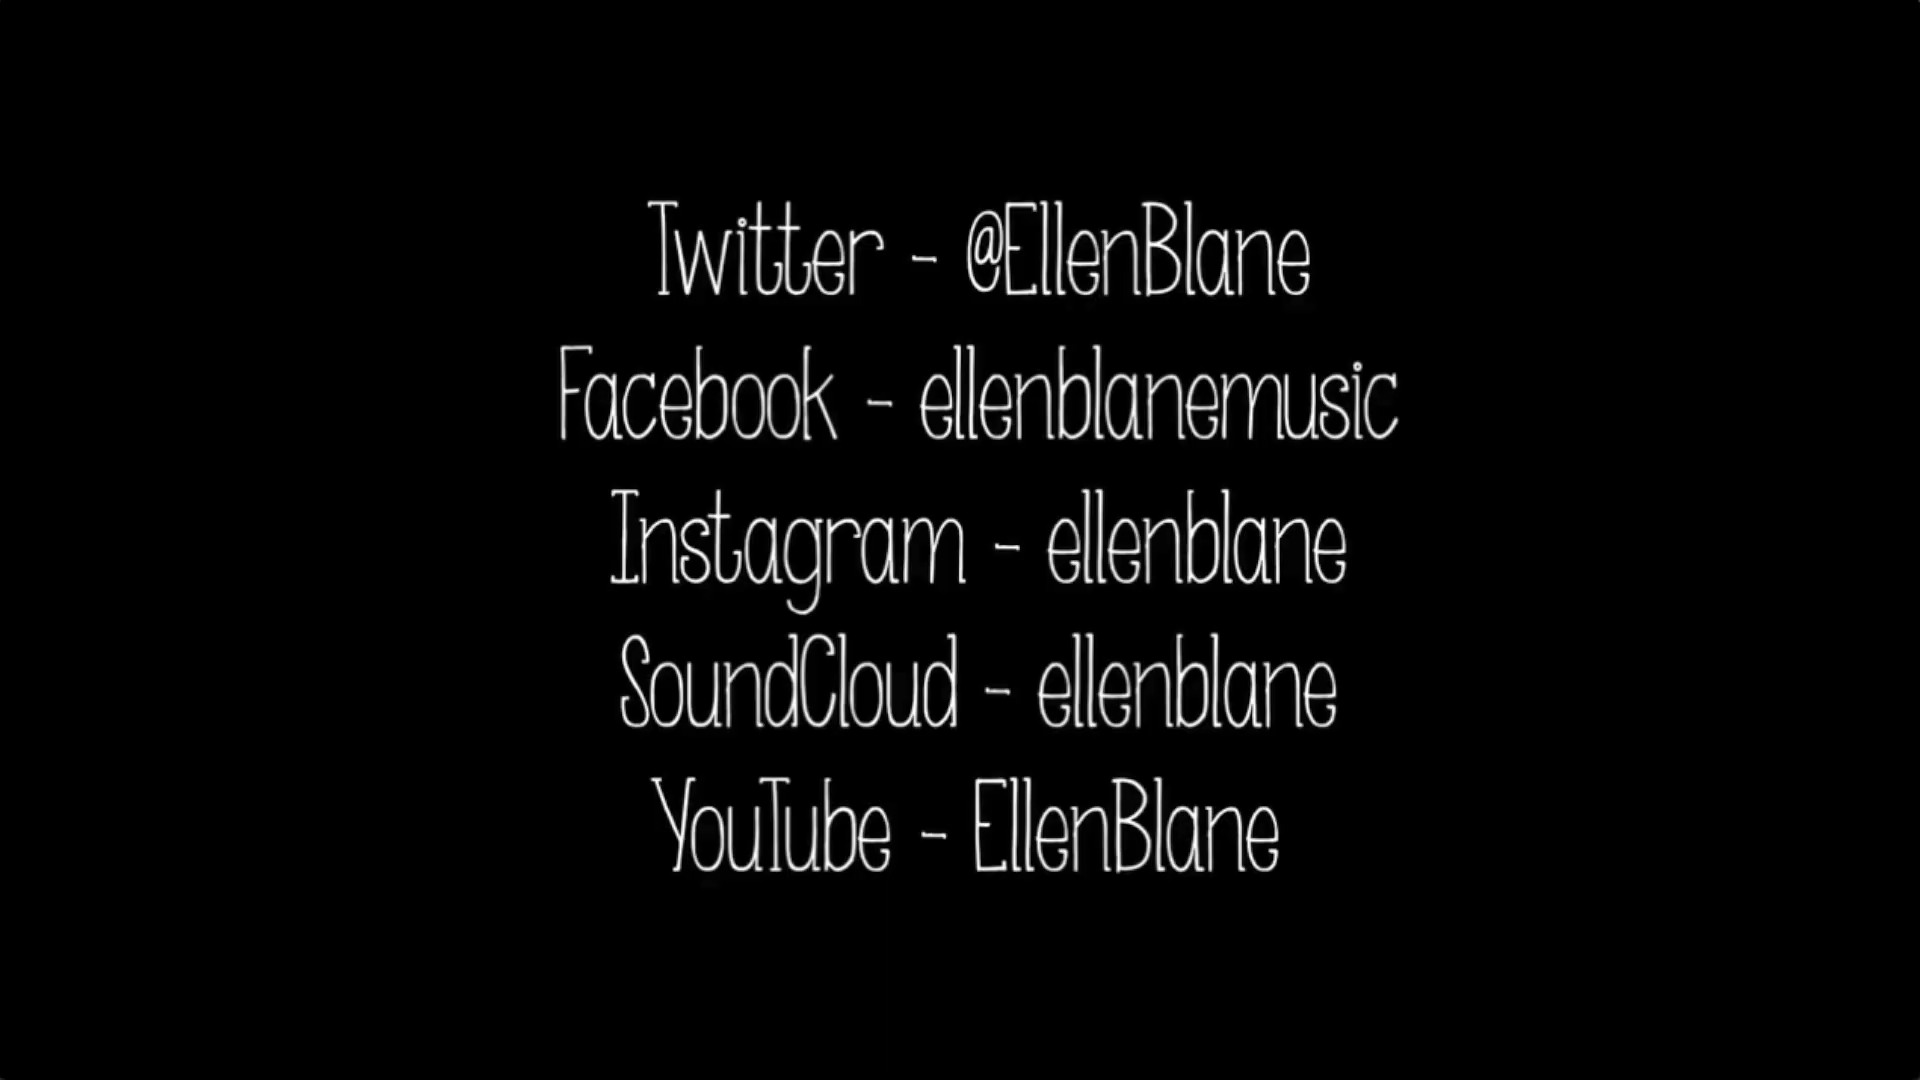 Twitter - @EllenBlane
Facebook - ellenblanemusic
Instagram - ellenblane
SoundCloud - ellenblane
YouTube - EllenBlane